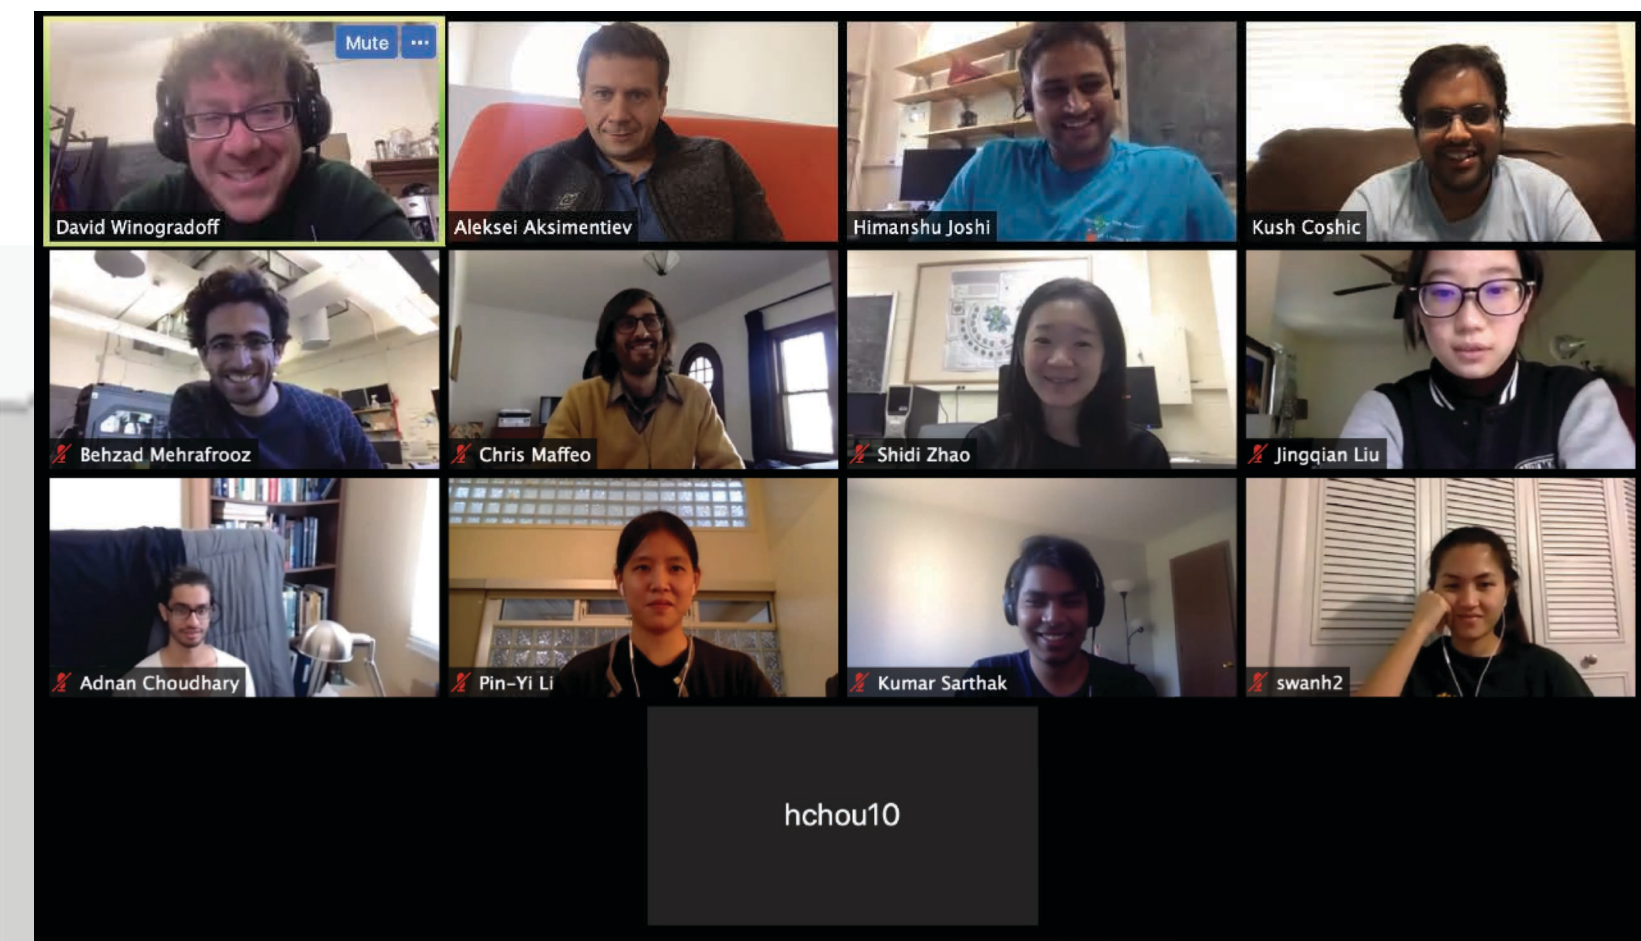 Mute
David Winogradoff
Aleksei Aksimentiev
Himanshu Joshi
Kush Coshic
Behzad Mehrafrooz
Chris Maffeo
Shidi Zhao
Jingqian Liu
Adnan Choudhary
Pin-Yi Li
Kumar Sarthak
swanh2
hchou10